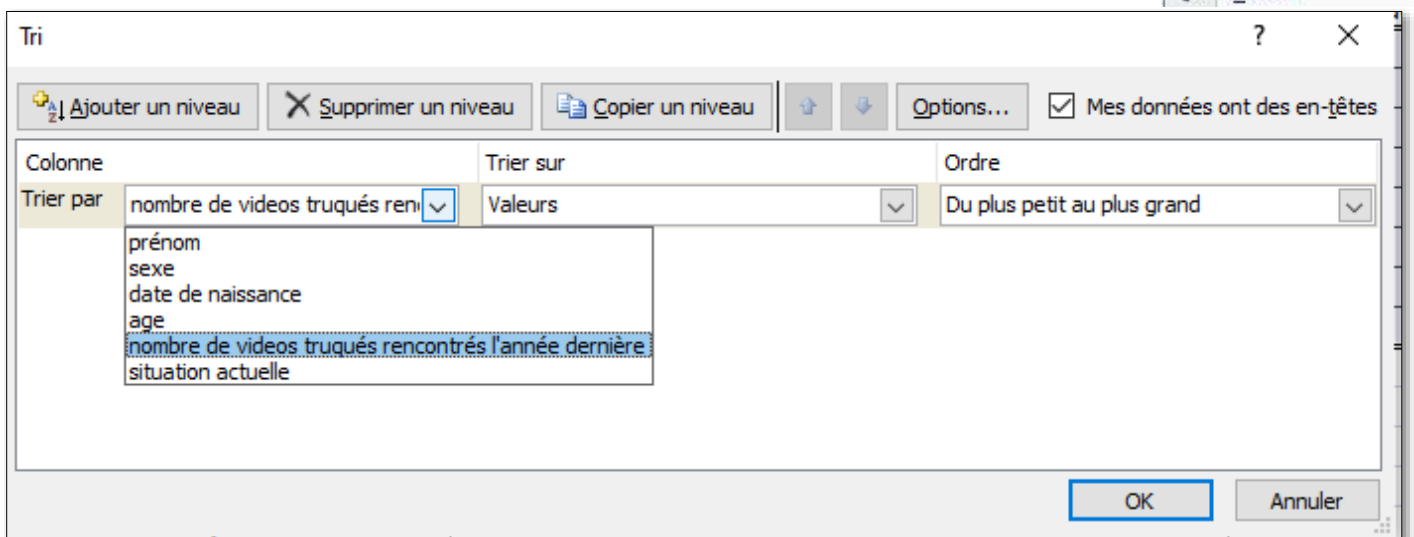 Tri ?
Ajouter un niveau Supprimer un niveau Copier un niveau Options... Mes données ont des en-têtes
Colonne Trier sur Ordre
Trier par nombre de videos truqués ren Valeurs Du plus petit au plus grand
prénom
sexe
date de naissance
age
nombre de videos truqués rencontrés l'année dernière
situation actuelle
OK Annuler